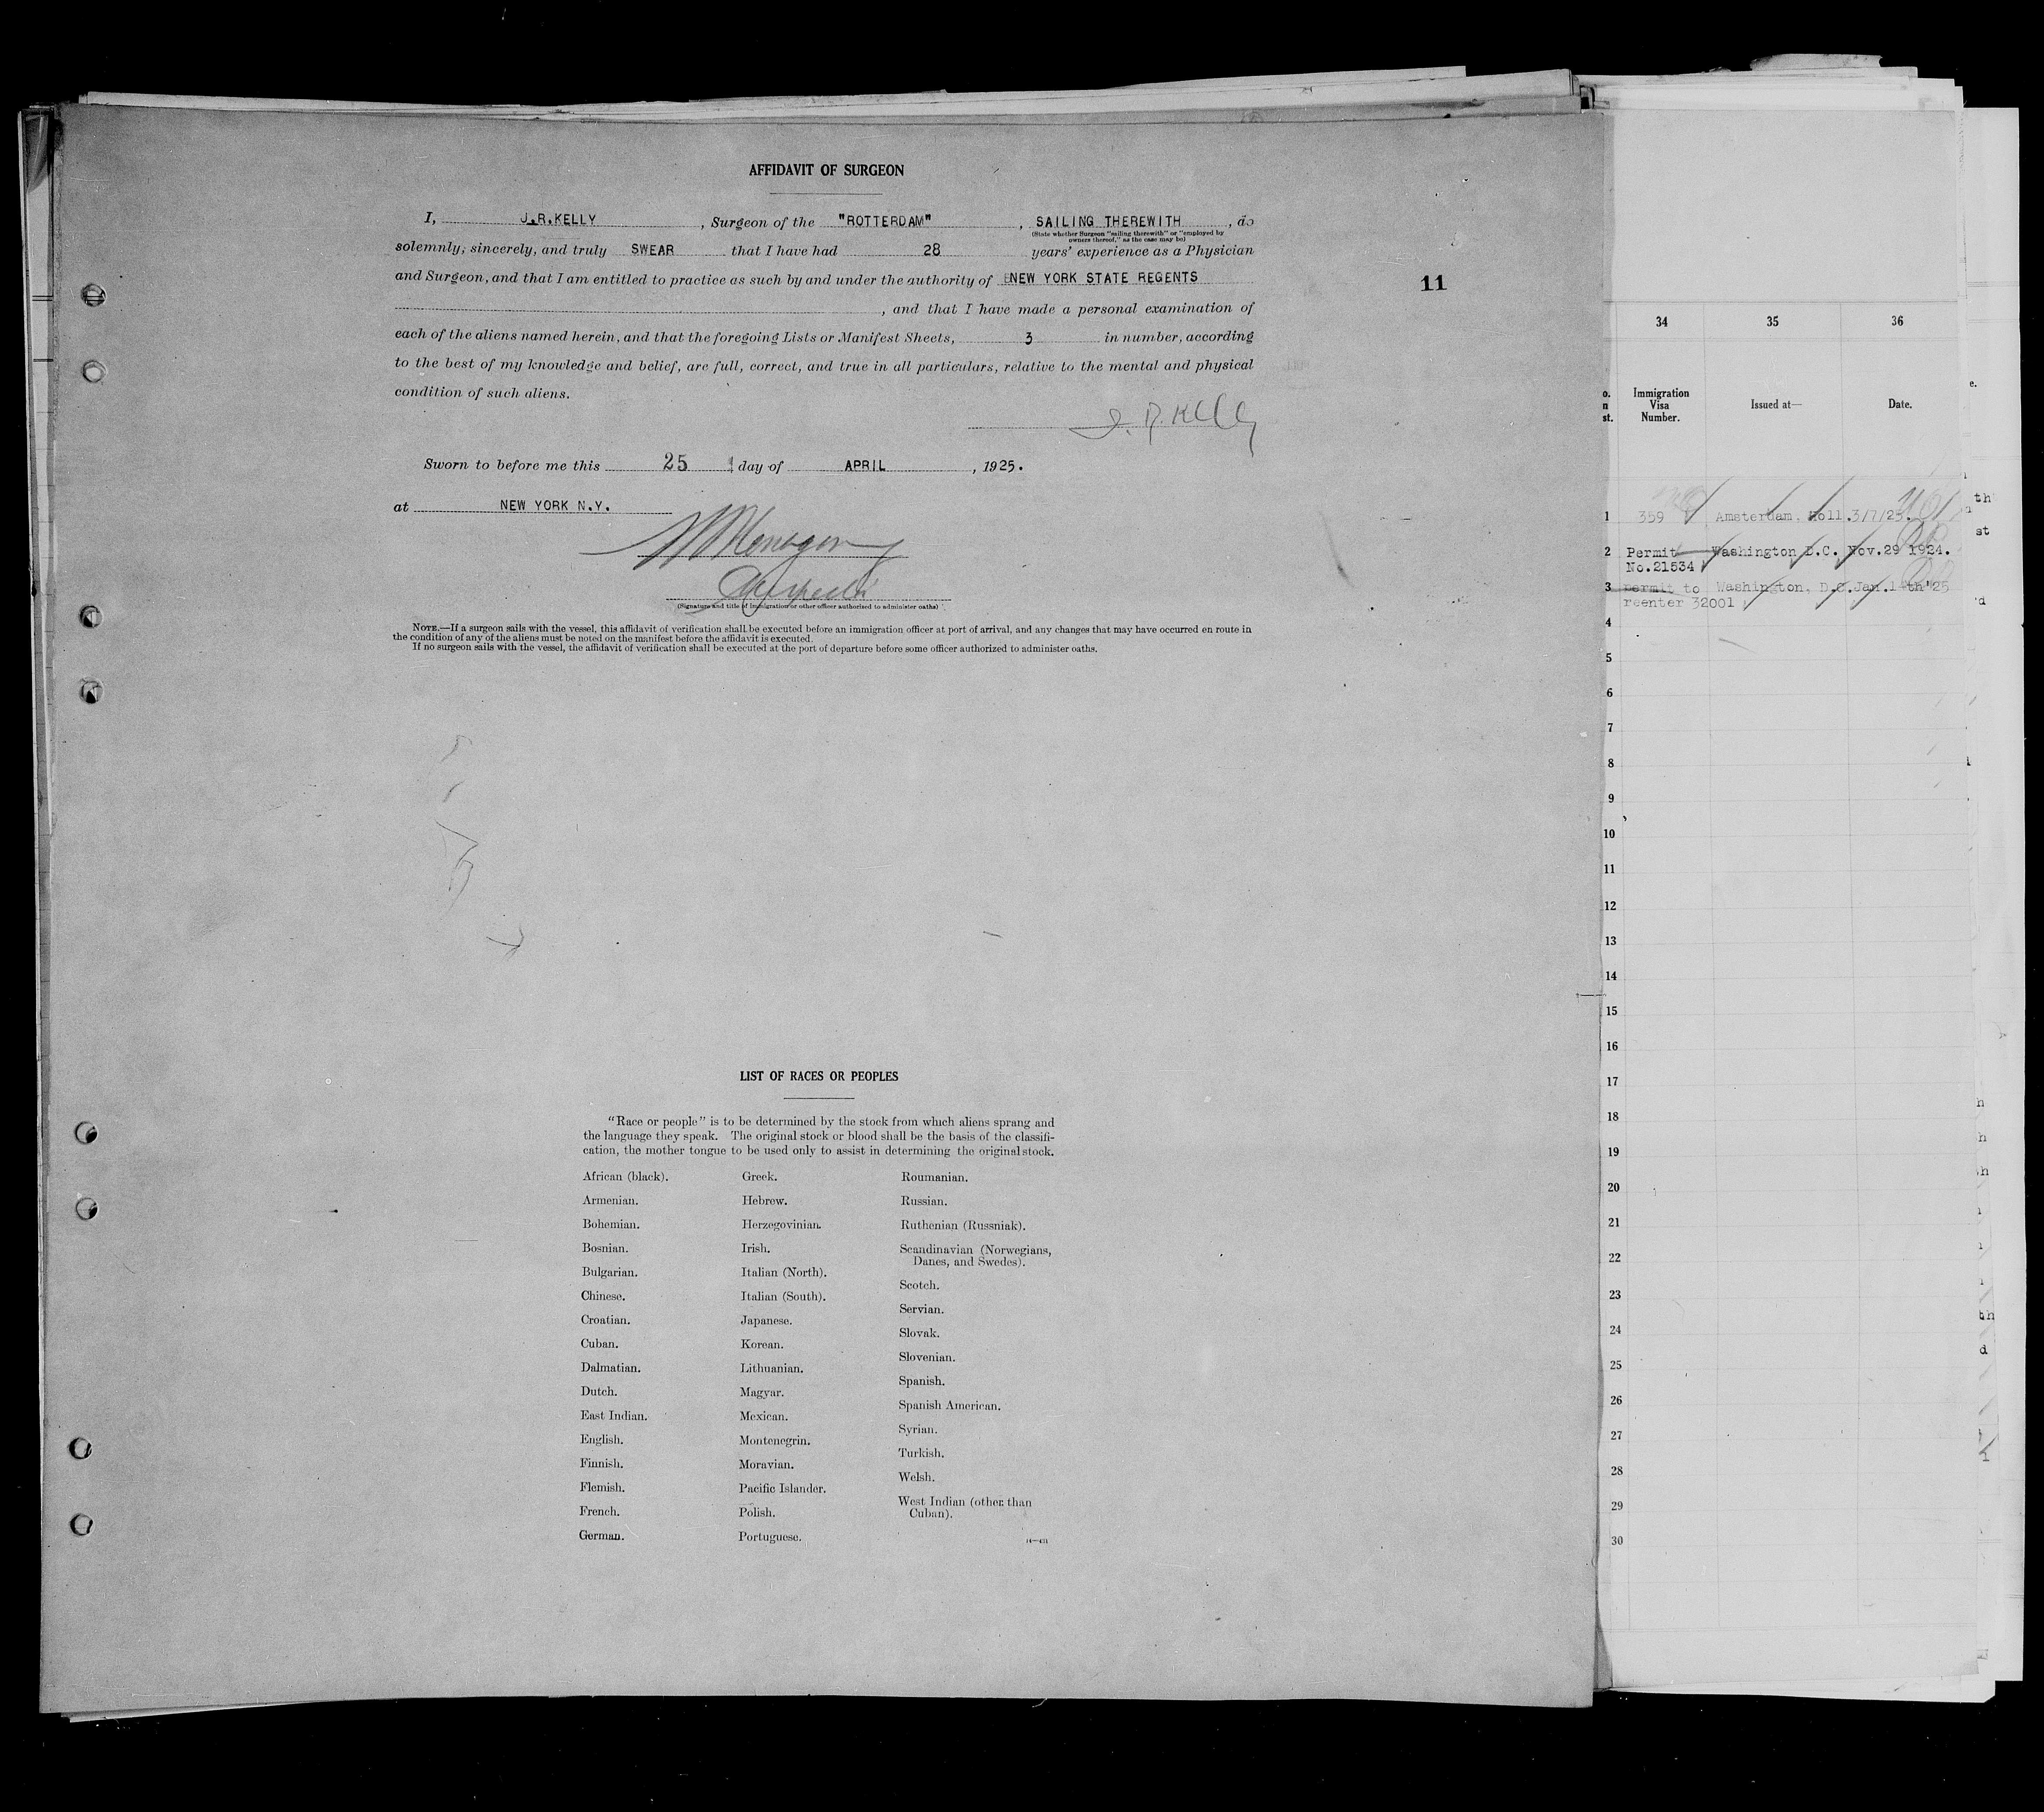 AFFIDAVIT OF SURGEON
I, J.R.KELLY , Surgeon of the "ROTTERDAM" , SAILING THEREWITH , do
(State whether Surgeon "sailing therewith" or "employed by
owners thereof," as the case may be)
solemnly, sincerely, and truly SWEAR that I have had 28 years' experience as a Physician
and Surgeon, and that I am entitled to practice as such by and under the authority of NEW YORK STATE REGENTS
, and that I have made a personal examination of
each of the aliens named herein, and that the foregoing Lists or Manifest Sheets, 3 in number, according
to the best of my knowledge and belief, are full, correct, and true in all particulars, relative to the mental and physical
condition of such aliens.
J. R. Kelly
Sworn to before me this 25 day of APRIL , 1925.
at NEW YORK N.Y.
(Signature and title of immigration or other officer authorized to administer oaths)
NOTE.—If a surgeon sails with the vessel, this affidavit of verification shall be executed before an immigration officer at port of arrival, and any changes that may have occurred en route in
the condition of any of the aliens must be noted on the manifest before the affidavit is executed.
If no surgeon sails with the vessel, the affidavit of verification shall be executed at the port of departure before some officer authorized to administer oaths.
11
LIST OF RACES OR PEOPLES
"Race or people" is to be determined by the stock from which aliens sprang and
the language they speak. The original stock or blood shall be the basis of the classifi-
cation, the mother tongue to be used only to assist in determining the original stock.
African (black).
Armenian.
Bohemian.
Bosnian.
Bulgarian.
Chinese.
Croatian.
Cuban.
Dalmatian.
Dutch.
East Indian.
English.
Finnish.
Flemish.
French.
German.
Greek.
Hebrew.
Herzegovinian.
Irish.
Italian (North).
Italian (South).
Japanese.
Korean.
Lithuanian.
Magyar.
Mexican.
Montenegrin.
Moravian.
Pacific Islander.
Polish.
Portuguese.
Roumanian.
Russian.
Ruthenian (Russniak).
Scandinavian (Norwegians,
Danes, and Swedes).
Scotch.
Servian.
Slovak.
Slovenian.
Spanish.
Spanish American.
Syrian.
Turkish.
Welsh.
West Indian (other than
Cuban).
34 35 36
Immigration
Visa
Number.
Issued at—
Date.
1 359 Amsterdam Holl.
2 Permit Washington D.C. Nov.29 1924.
No.21534
3 permit to Washington, D.C. Jan.
reenter 32001
4
5
6
7
8
9
10
11
12
13
14
15
16
17
18
19
20
21
22
23
24
25
26
27
28
29
30